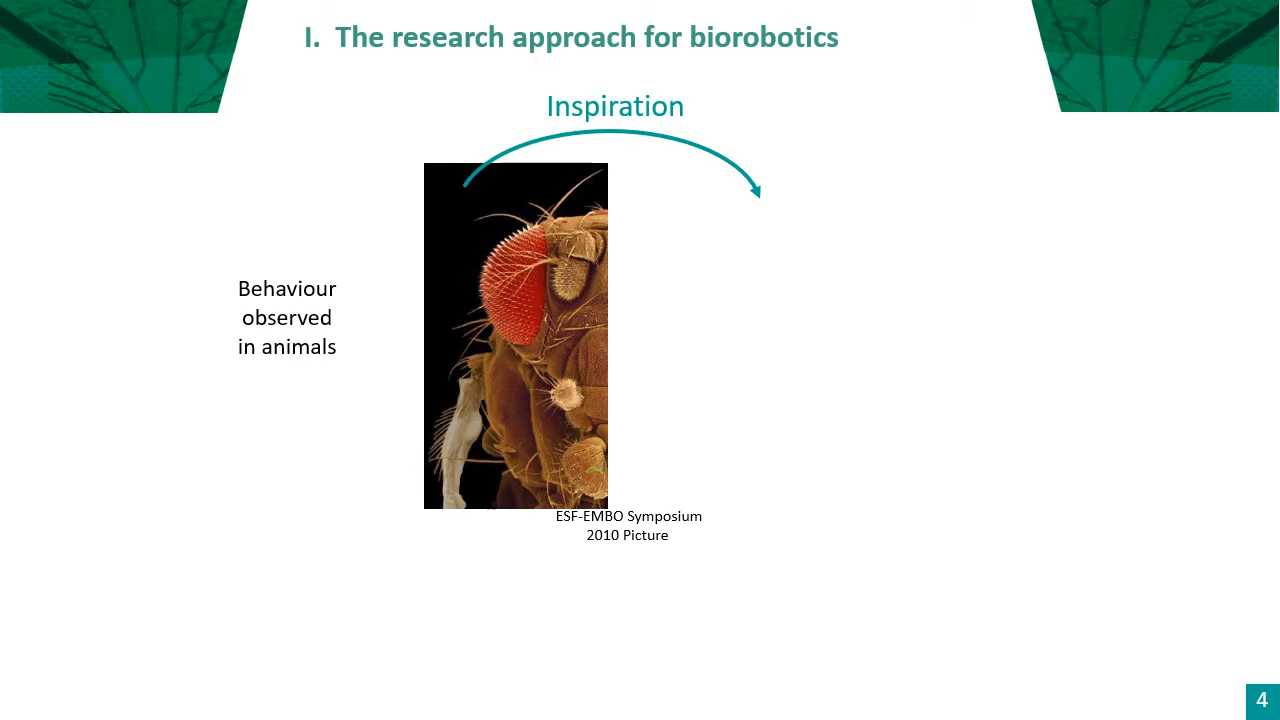 I. The research approach for biorobotics
Inspiration
Behaviour
observed
in animals
ESF-EMBO Symposium
2010 Picture
4